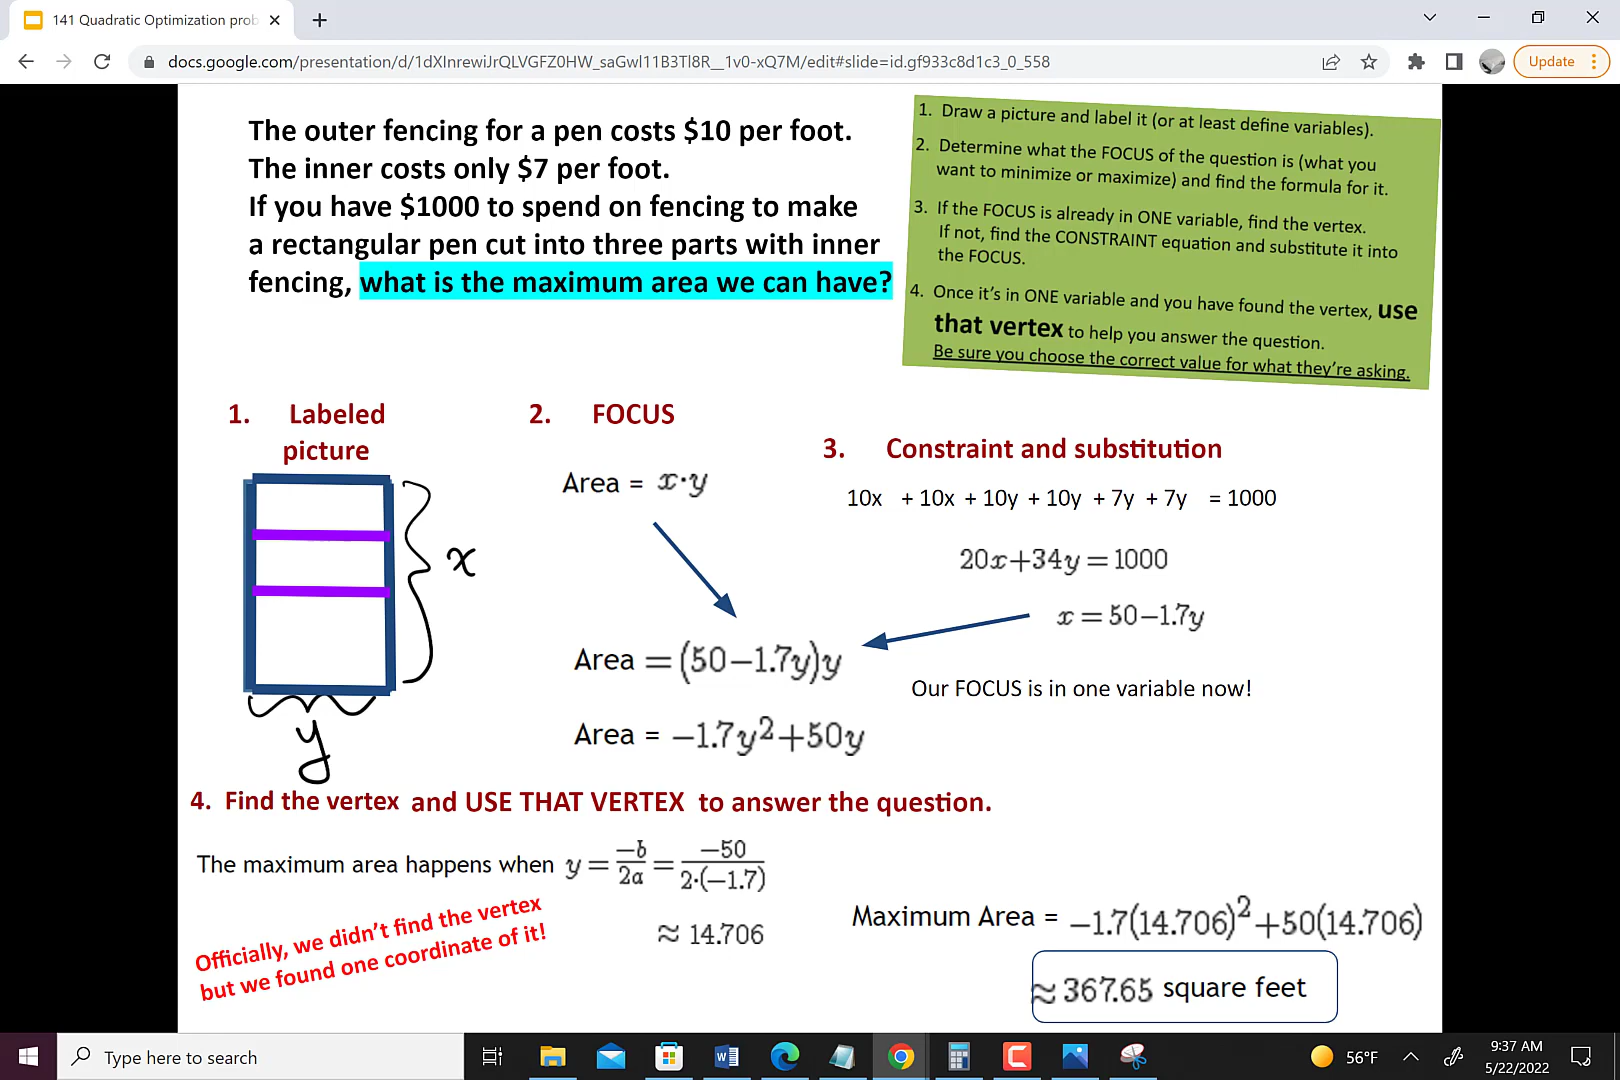 141 Quadratic Optimization prob
docs.google.com/presentation/d/1dXInrewiJrQLVGFZ0HW_saGwl11B3Tl8R__1v0-xQ7M/edit#slide=id.gf933c8d1c3_0_558
Update
The outer fencing for a pen costs $10 per foot.
The inner costs only $7 per foot.
If you have $1000 to spend on fencing to make
a rectangular pen cut into three parts with inner
fencing, what is the maximum area we can have?
1. Draw a picture and label it (or at least define variables).
2. Determine what the FOCUS of the question is (what you
want to minimize or maximize) and find the formula for it.
3. If the FOCUS is already in ONE variable, find the vertex.
If not, find the CONSTRAINT equation and substitute it into
the FOCUS.
4. Once it's in ONE variable and you have found the vertex, use
that vertex to help you answer the question.
Be sure you choose the correct value for what they're asking.
1. Labeled
picture
x
y
2. FOCUS
Area = x·y
Area = (50−1.7y)y
Area = −1.7y²+50y
3. Constraint and substitution
10x + 10x + 10y + 10y + 7y + 7y = 1000
20x+34y=1000
x=50−1.7y
Our FOCUS is in one variable now!
4. Find the vertex and USE THAT VERTEX to answer the question.
The maximum area happens when y = −b/2a = −50/2·(−1.7)
≈ 14.706
Officially, we didn't find the vertex
but we found one coordinate of it!
Maximum Area = −1.7(14.706)²+50(14.706)
≈ 367.65 square feet
Type here to search
56°F
9:37 AM
5/22/2022